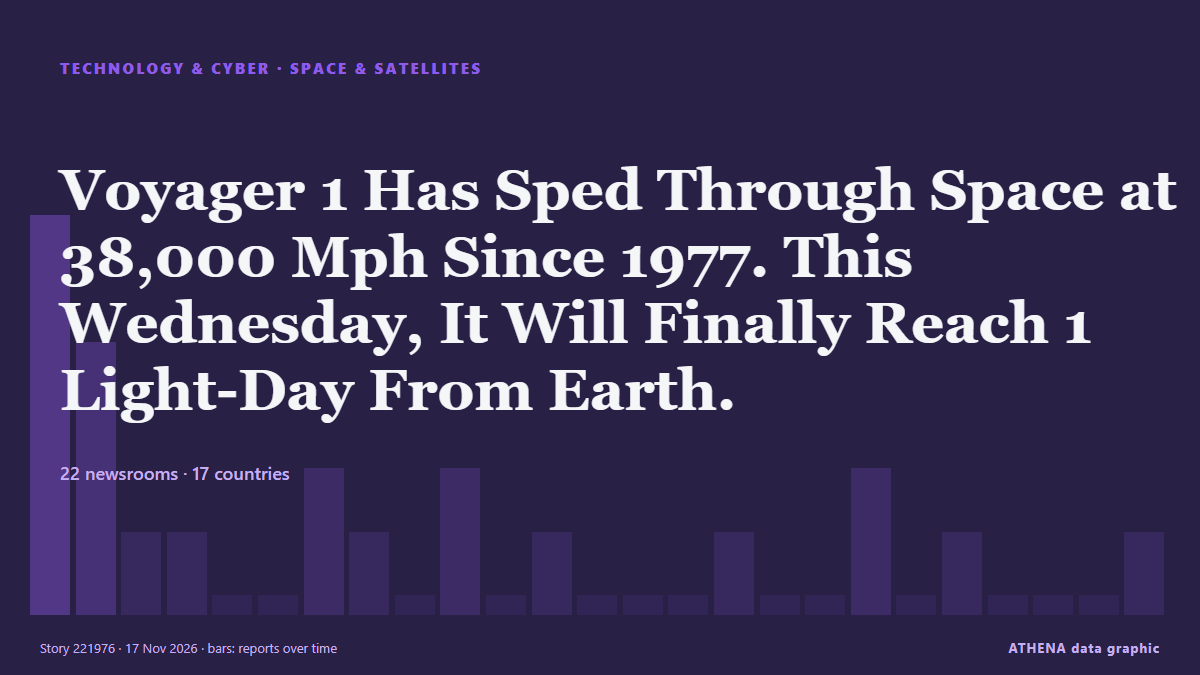 TECHNOLOGY & CYBER · SPACE & SATELLITES
Voyager 1 Has Sped Through Space at
38,000 Mph Since 1977. This
Wednesday, It Will Finally Reach 1
Light-Day From Earth.
22 newsrooms · 17 countries
Story 221976 · 17 Nov 2026 · bars: reports over time
ATHENA data graphic